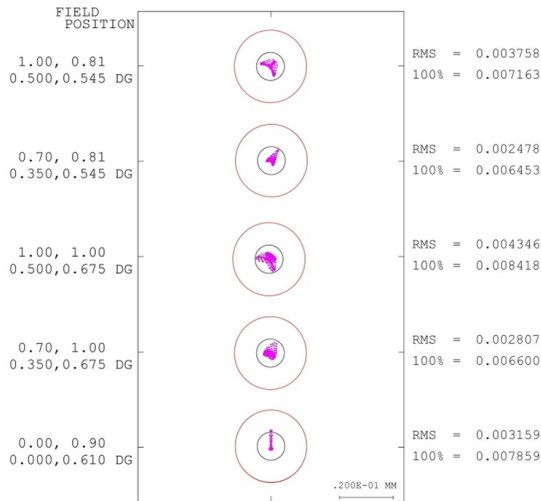 FIELD
POSITION
1.00, 0.81
0.500,0.545 DG
RMS = 0.003758
100% = 0.007163
0.70, 0.81
0.350,0.545 DG
RMS = 0.002478
100% = 0.006453
1.00, 1.00
0.500,0.675 DG
RMS = 0.004346
100% = 0.008418
0.70, 1.00
0.350,0.675 DG
RMS = 0.002807
100% = 0.006600
0.00, 0.90
0.000,0.610 DG
RMS = 0.003159
100% = 0.007859
.200E-01 MM